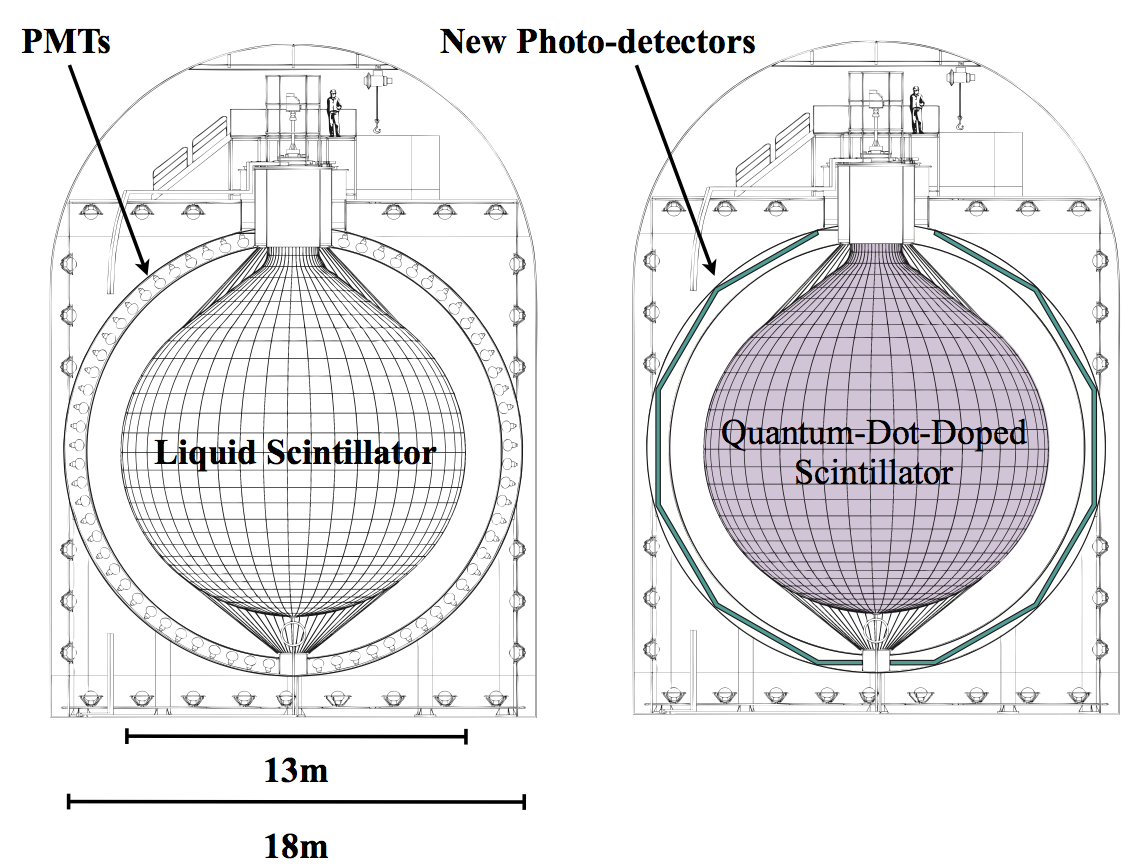 PMTs
New Photo-detectors
Liquid Scintillator
Quantum-Dot-Doped
Scintillator
13m
18m